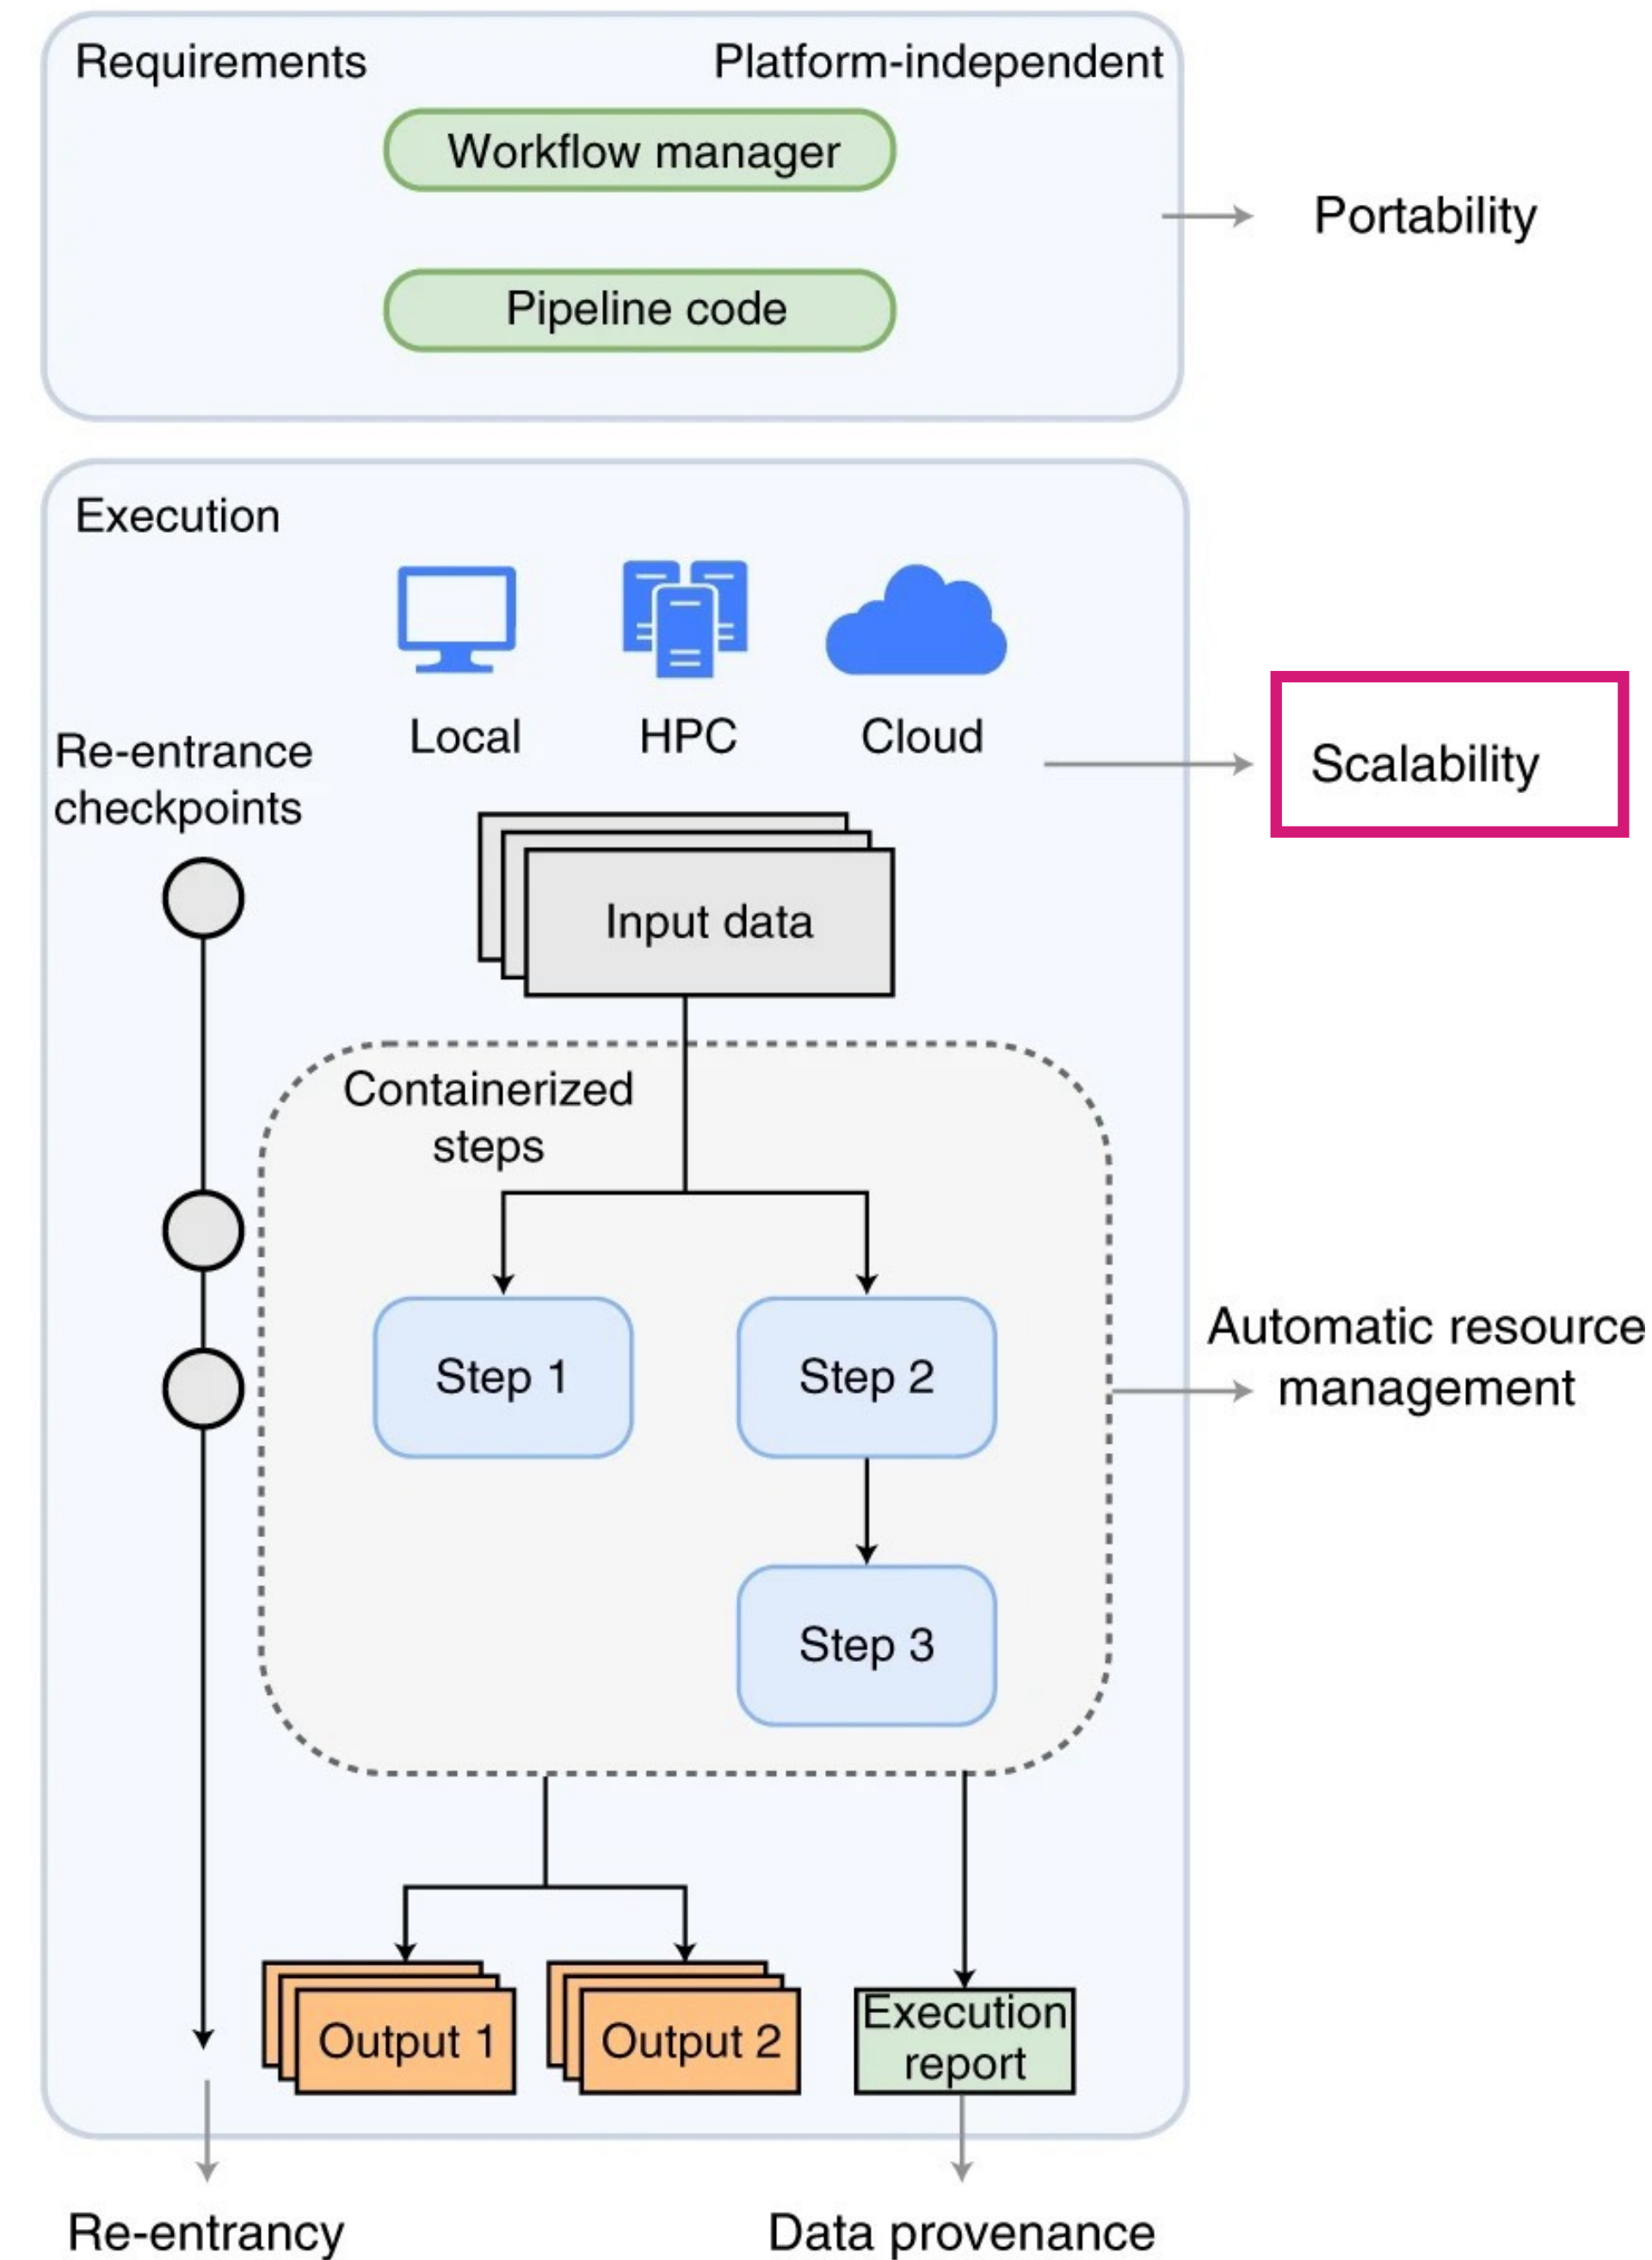 Requirements
Platform-independent
Workflow manager
Portability
Pipeline code
Execution
Local
HPC
Cloud
Re-entrance
checkpoints
Scalability
Input data
Containerized
steps
Step 1
Step 2
Automatic resource
management
Step 3
Output 1
Output 2
Execution
report
Re-entrancy
Data provenance